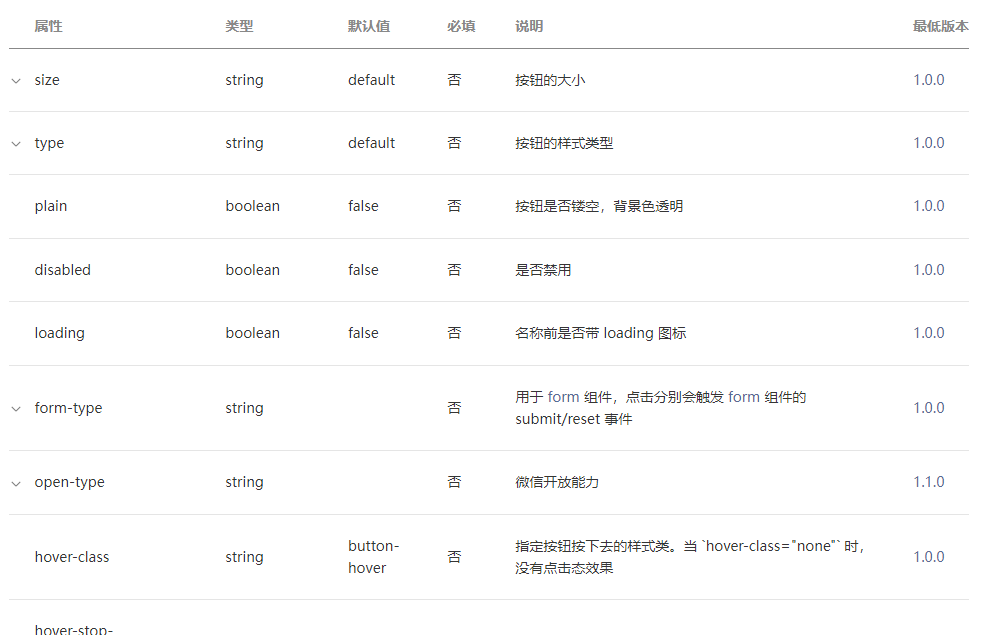 属性 类型 默认值 必填 说明 最低版本
size string default 否 按钮的大小 1.0.0
type string default 否 按钮的样式类型 1.0.0
plain boolean false 否 按钮是否镂空，背景色透明 1.0.0
disabled boolean false 否 是否禁用 1.0.0
loading boolean false 否 名称前是否带 loading 图标 1.0.0
form-type string 否 用于 form 组件，点击分别会触发 form 组件的 1.0.0
submit/reset 事件
open-type string 否 微信开放能力 1.1.0
hover-class string button- 否 指定按钮按下去的样式类。当 `hover-class="none"` 时， 1.0.0
hover 没有点击态效果
hover-stop-